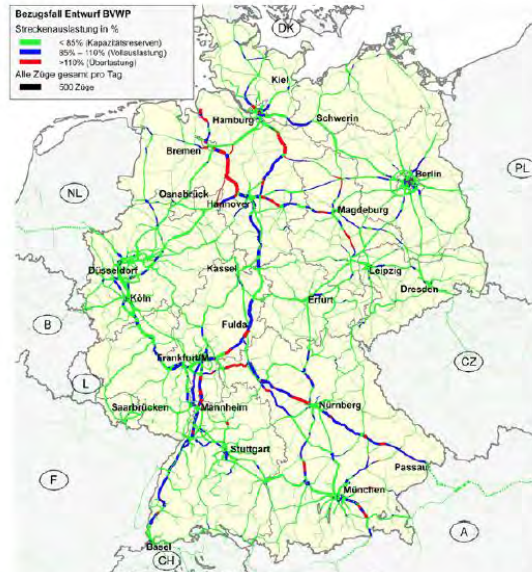 Bezugsfall Entwurf BVWP
Streckenauslastung in %
< 85% (Kapazitätsreserven)
85% – 110% (Vollauslastung)
>110% (Überlastung)
Alle Züge gesamt pro Tag
500 Züge
DK
Kiel
Hamburg
Schwerin
Bremen
Berlin
PL
NL
Osnabrück
Hannover
Magdeburg
Düsseldorf
Kassel
Leipzig
Köln
Erfurt
Dresden
B
Fulda
CZ
Frankfurt/M.
L
Saarbrücken
Mannheim
Nürnberg
Stuttgart
Passau
F
München
A
Basel
CH